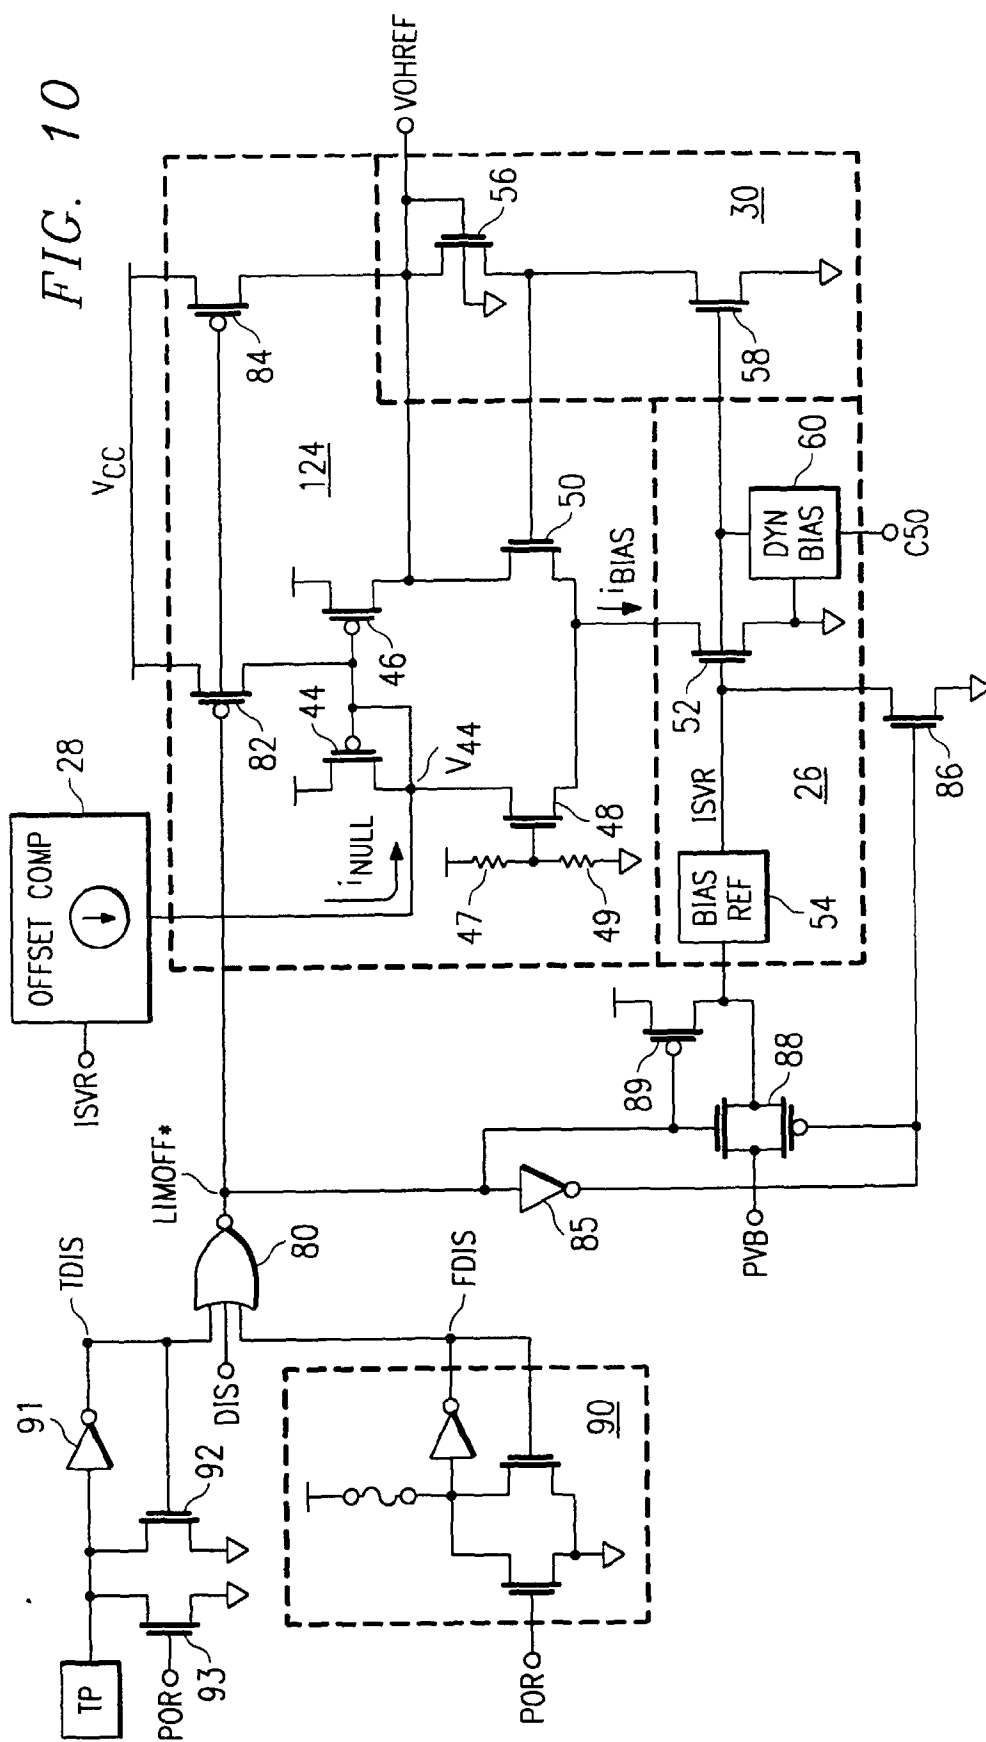 FIG. 10
VCC
VOHREF
28
OFFSET COMP
ISVR
82
84
124
44
46
iNULL
V44
56
30
47
48
49
50
iBIAS
58
52
ISVR
26
BIAS REF
54
DYN BIAS
60
C50
86
89
88
PVB
85
LIMOFF*
TDIS
80
DIS
FDIS
91
92
93
TP
POR
90
POR